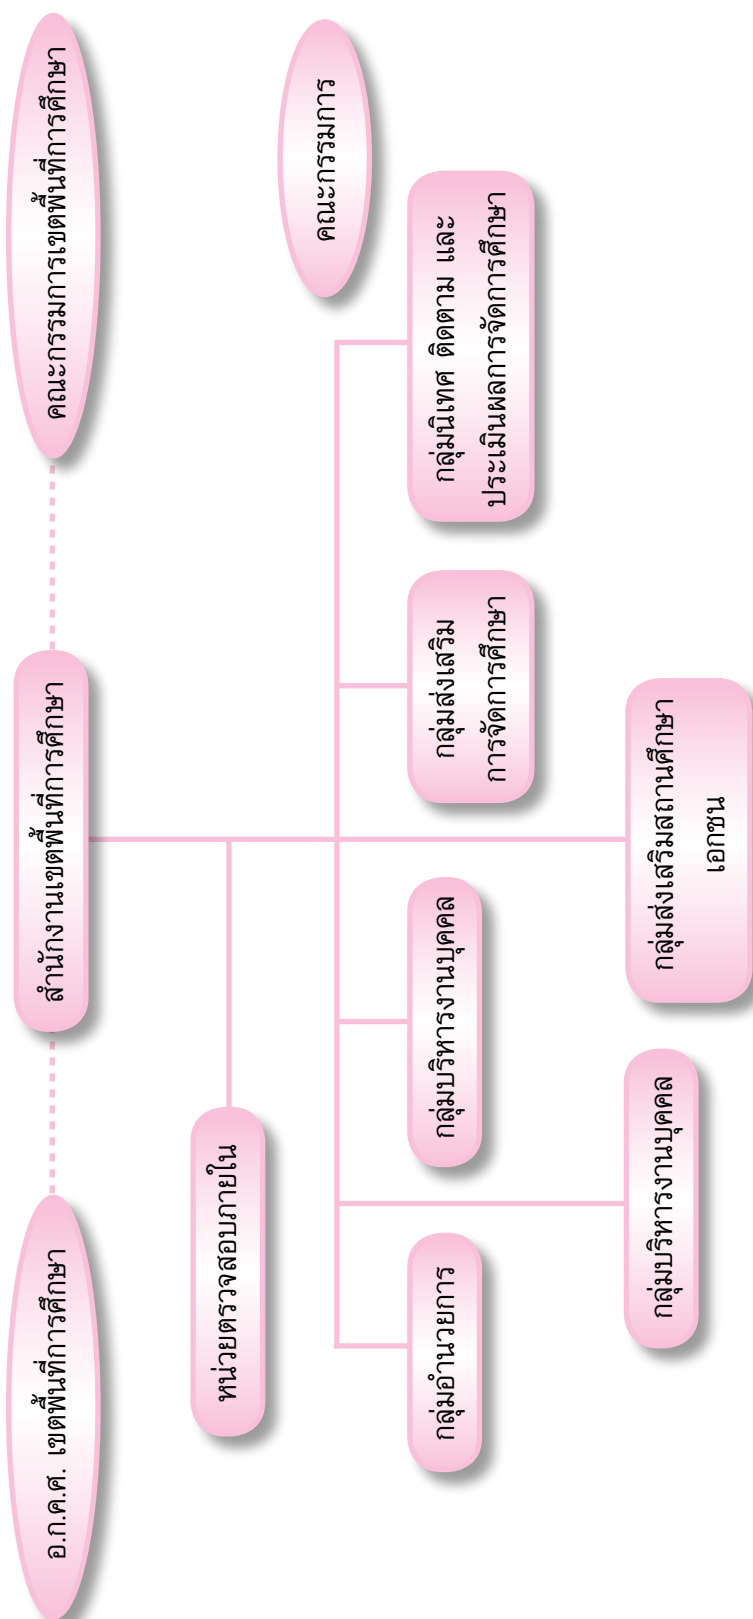 อ.ก.ค.ศ. เขตพื้นที่การศึกษา
สำนักงานเขตพื้นที่การศึกษา
คณะกรรมการเขตพื้นที่การศึกษา
หน่วยตรวจสอบภายใน
คณะกรรมการ
กลุ่มอำนวยการ
กลุ่มบริหารงานบุคคล
กลุ่มส่งเสริม
การจัดการศึกษา
กลุ่มนิเทศ ติดตาม และ
ประเมินผลการจัดการศึกษา
กลุ่มบริหารงานบุคคล
กลุ่มส่งเสริมสถานศึกษา
เอกชน